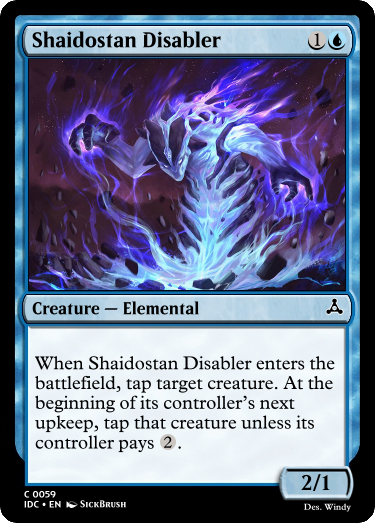 Shaidostan Disabler 1
Creature — Elemental
When Shaidostan Disabler enters the
battlefield, tap target creature. At the
beginning of its controller's next
upkeep, tap that creature unless its
controller pays 2.
2/1
C 0059
IDC • EN SickBrush
Des. Windy